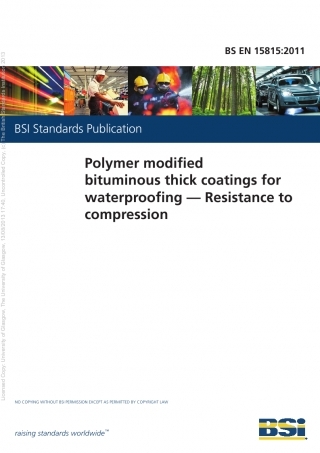 BS EN 15815:2011
BSI Standards Publication
Polymer modified
bituminous thick coatings for
waterproofing — Resistance to
compression
NO COPYING WITHOUT BSI PERMISSION EXCEPT AS PERMITTED BY COPYRIGHT LAW
raising standards worldwide™
BSi
Licensed Copy: University of Glasgow, The University of Glasgow, 13/09/2013 17:40, Uncontrolled Copy, (c) The British Standards Institution 2013